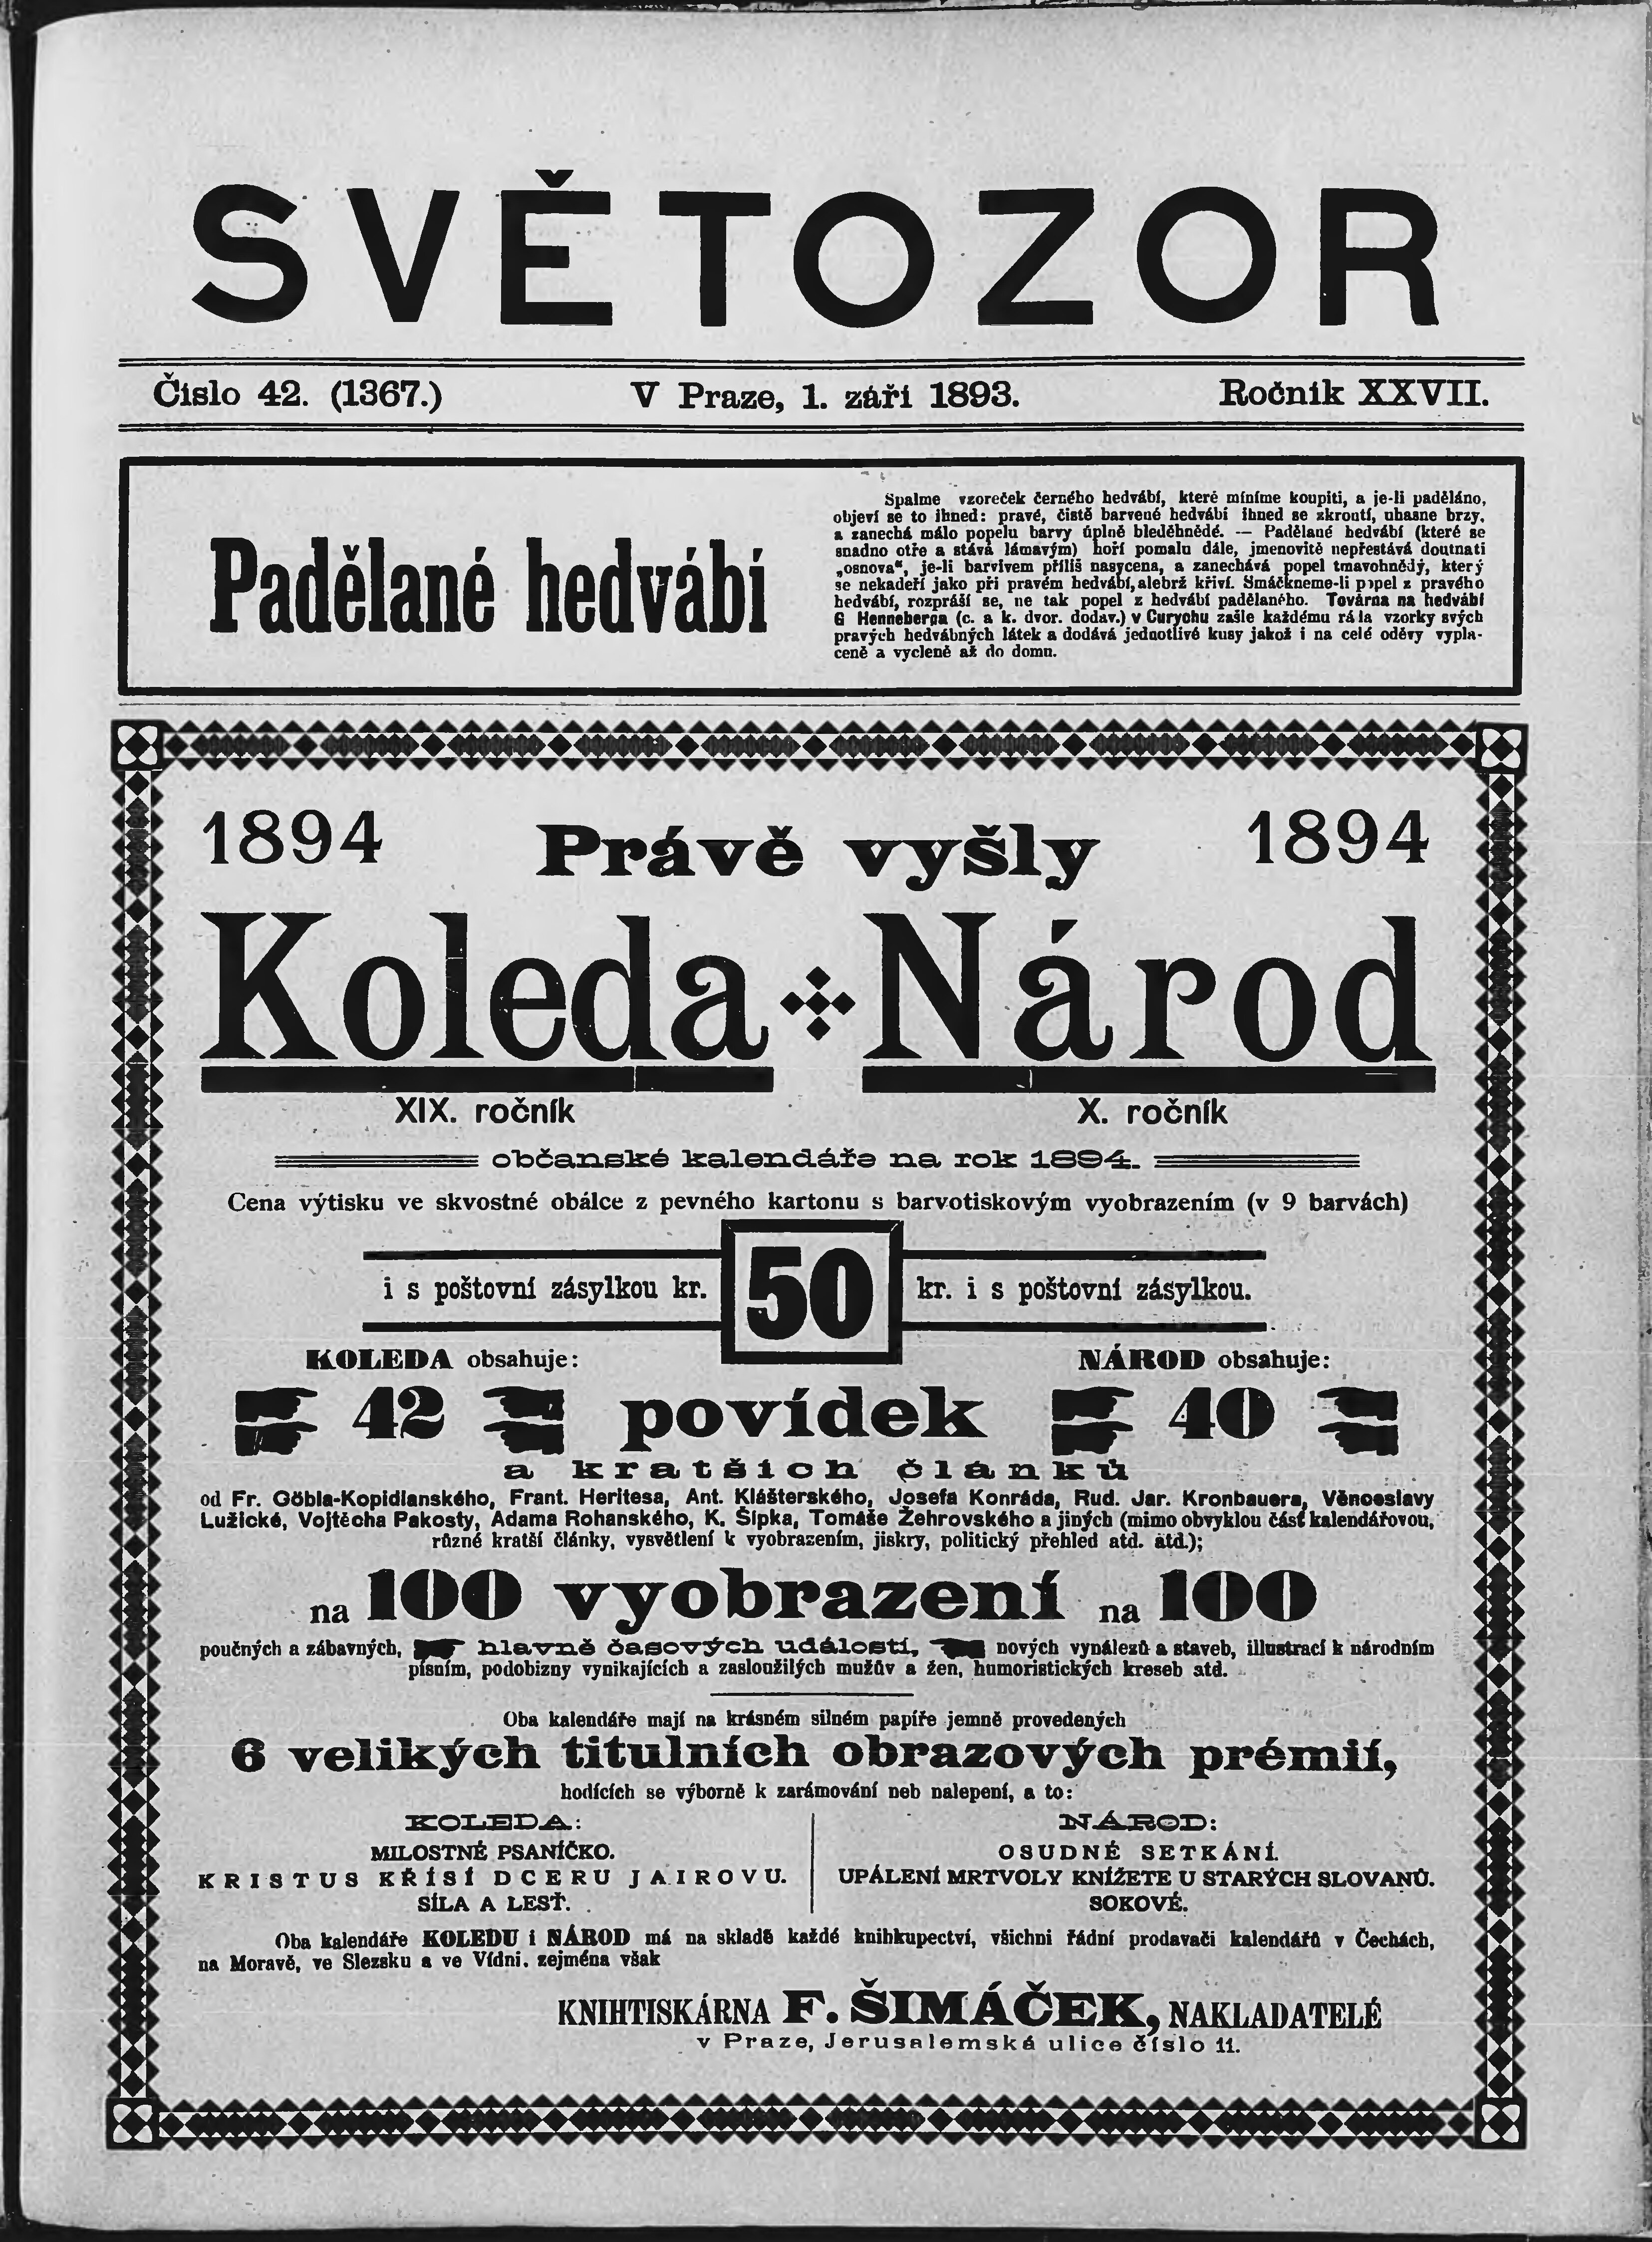 SVĚTOZOR
Číslo 42. (1367.) V Praze, 1. září 1893. Ročník XXVII.
Padělané hedvábí
Spalme vzoreček černého hedvábí, které míníme koupiti, a je-li paděláno,
objeví se to ihned: pravé, čistě barvené hedvábí ihned se zkroutí, uhasne brzy,
a zanechá málo popelu barvy úplně bleděhnědé. — Padělané hedvábí (které se
snadno otře a stává lámavým) hoří pomalu dále, jmenovitě nepřestává doutnati
„osnova“, je-li barvivem příliš nasycena, a zanechává popel tmavohnědý, který
se nekadeří jako při pravém hedvábí, alebrž křiví. Smáčkneme-li popel z pravého
hedvábí, rozpráší se, ne tak popel z hedvábí padělaného. Továrna na hedvábí
G Henneberga (c. a k. dvor. dodav.) v Curychu zašle každému ráda vzorky svých
pravých hedvábných látek a dodává jednotlivé kusy jakož i na celé oděvy vypla-
ceně a vycleně až do domu.
1894 Právě vyšly 1894
Koleda Národ
XIX. ročník X. ročník
občanské kalendáře na rok 1894.
Cena výtisku ve skvostné obálce z pevného kartonu s barvotiskovým vyobrazením (v 9 barvách)
i s poštovní zásylkou kr. 50 kr. i s poštovní zásylkou.
KOLEDA obsahuje: NÁROD obsahuje:
42 povídek 40
a kratších článků
od Fr. Göbla-Kopidlanského, Frant. Heritesa, Ant. Klášterského, Josefa Konráda, Rud. Jar. Kronbauera, Věnceslavy
Lužické, Vojtěcha Pakosty, Adama Rohanského, K. Šípka, Tomáše Žehrovského a jiných (mimo obvyklou část kalendářovou,
různé kratší články, vysvětlení k vyobrazením, jiskry, politický přehled atd. atd.);
na 100 vyobrazení na 100
poučných a zábavných, hlavně časových událostí, nových vynálezů a staveb, illustrací k národním
písním, podobizny vynikajících a zasloužilých mužův a žen, humoristických kreseb atd.
Oba kalendáře mají na krásném silném papíře jemně provedených
6 velikých titulních obrazových prémií,
hodících se výborně k zarámování neb nalepení, a to:
KOLEDA: NÁROD:
MILOSTNÉ PSANÍČKO. OSUDNÉ SETKÁNÍ.
KRISTUS KŘÍSÍ DCERU JAIROVU. UPÁLENÍ MRTVOLY KNÍŽETE U STARÝCH SLOVANŮ.
SÍLA A LESŤ. SOKOVÉ.
Oba kalendáře KOLEDU i NÁROD má na skladě každé knihkupectví, všichni řádní prodavači kalendářů v Čechách,
na Moravě, ve Slezsku a ve Vídni, zejména však
KNIHTISKÁRNA F. ŠIMÁČEK, NAKLADATELÉ
v Praze, Jerusalemská ulice číslo 11.